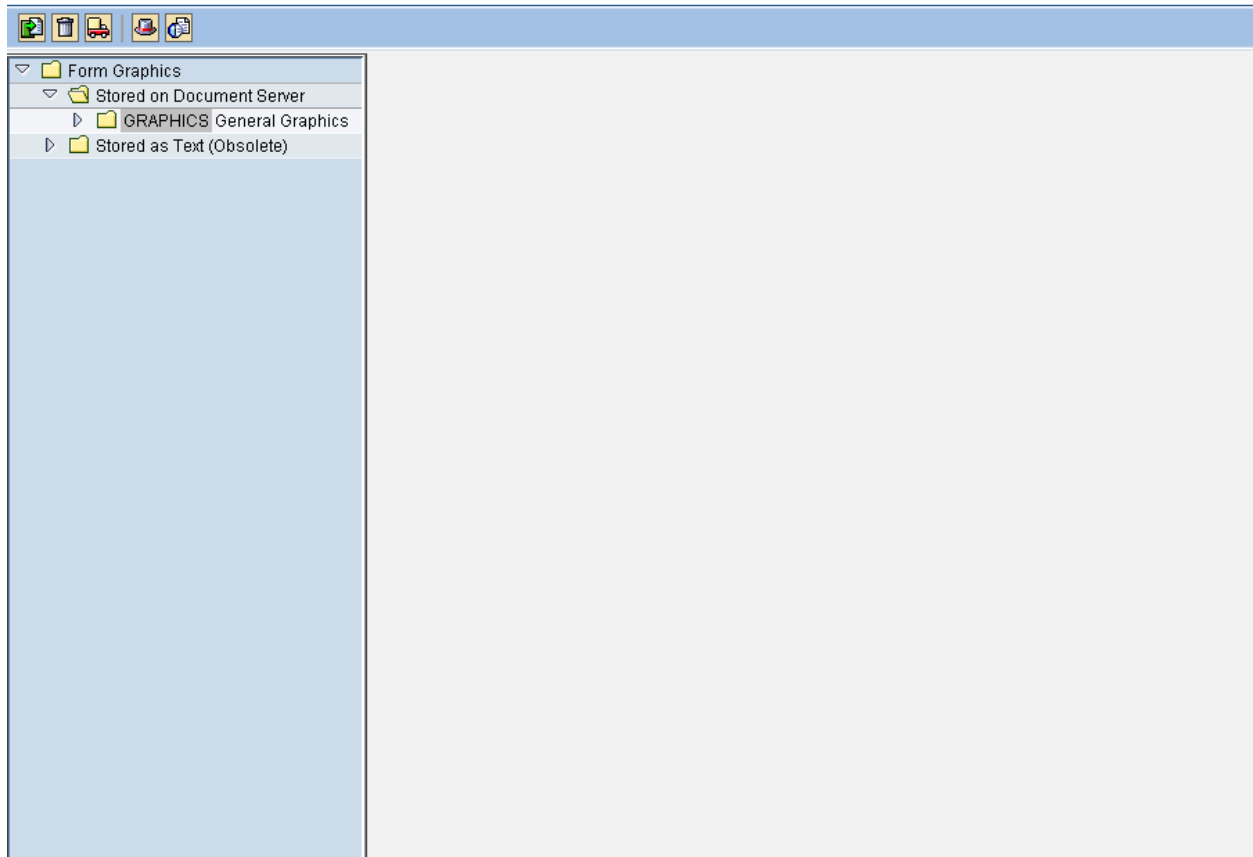 Form Graphics
Stored on Document Server
GRAPHICS General Graphics
Stored as Text (Obsolete)